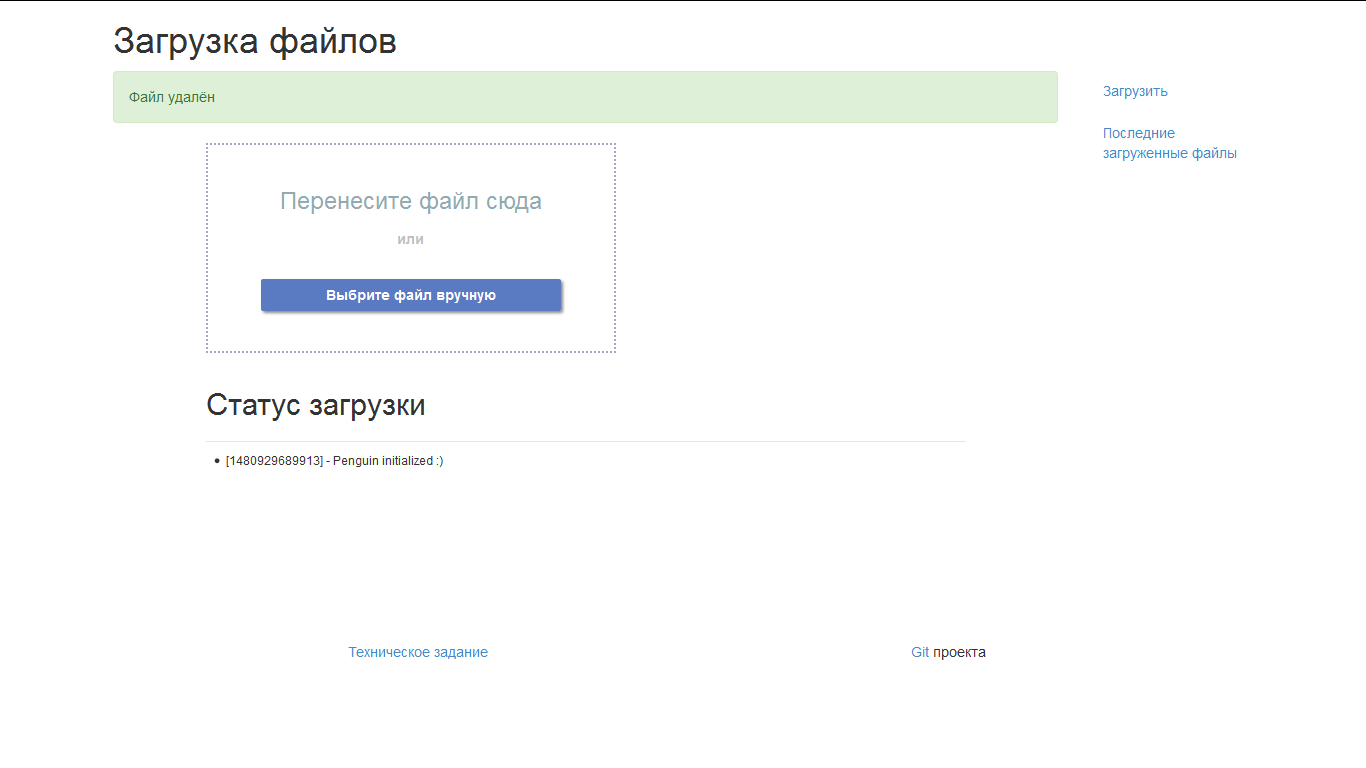 Загрузка файлов
Файл удалён
Загрузить
Последние
загруженные файлы
Перенесите файл сюда
или
Выбрите файл вручную
Статус загрузки
[1480929689913] - Penguin initialized :)
Техническое задание
Git проекта